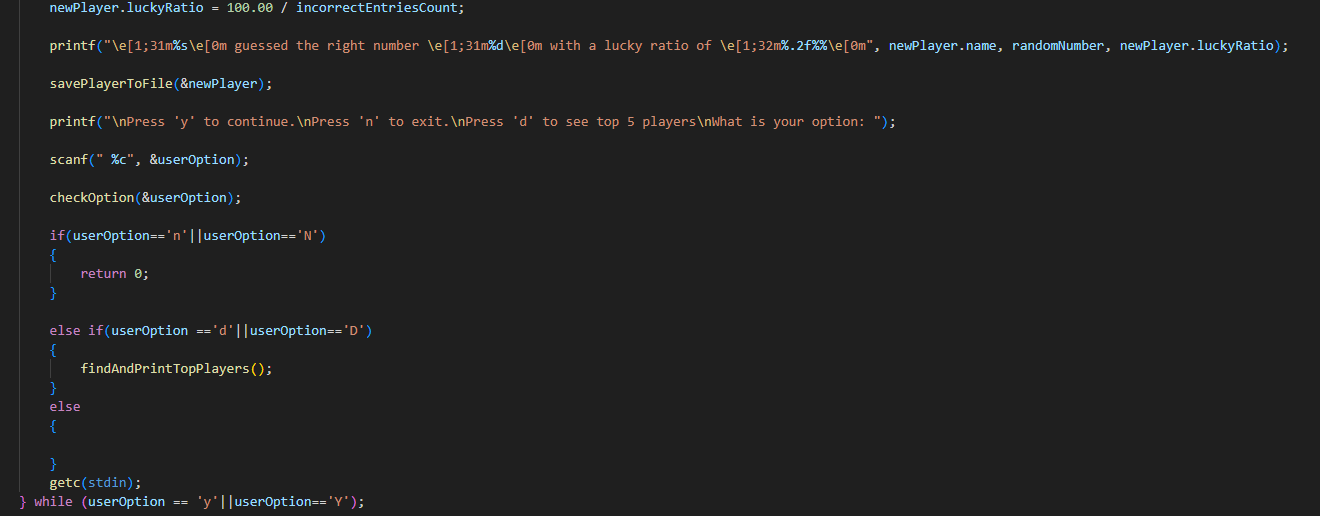 newPlayer.luckyRatio = 100.00 / incorrectEntriesCount;
printf("\e[1;31m%s\e[0m guessed the right number \e[1;31m%d\e[0m with a lucky ratio of \e[1;32m%.2f%%\e[0m", newPlayer.name, randomNumber, newPlayer.luckyRatio);
savePlayerToFile(&newPlayer);
printf("\nPress 'y' to continue.\nPress 'n' to exit.\nPress 'd' to see top 5 players\nWhat is your option: ");
scanf(" %c", &userOption);
checkOption(&userOption);
if(userOption=='n'||userOption=='N')
{
return 0;
}
else if(userOption =='d'||userOption=='D')
{
findAndPrintTopPlayers();
}
else
{
}
getc(stdin);
} while (userOption == 'y'||userOption=='Y');